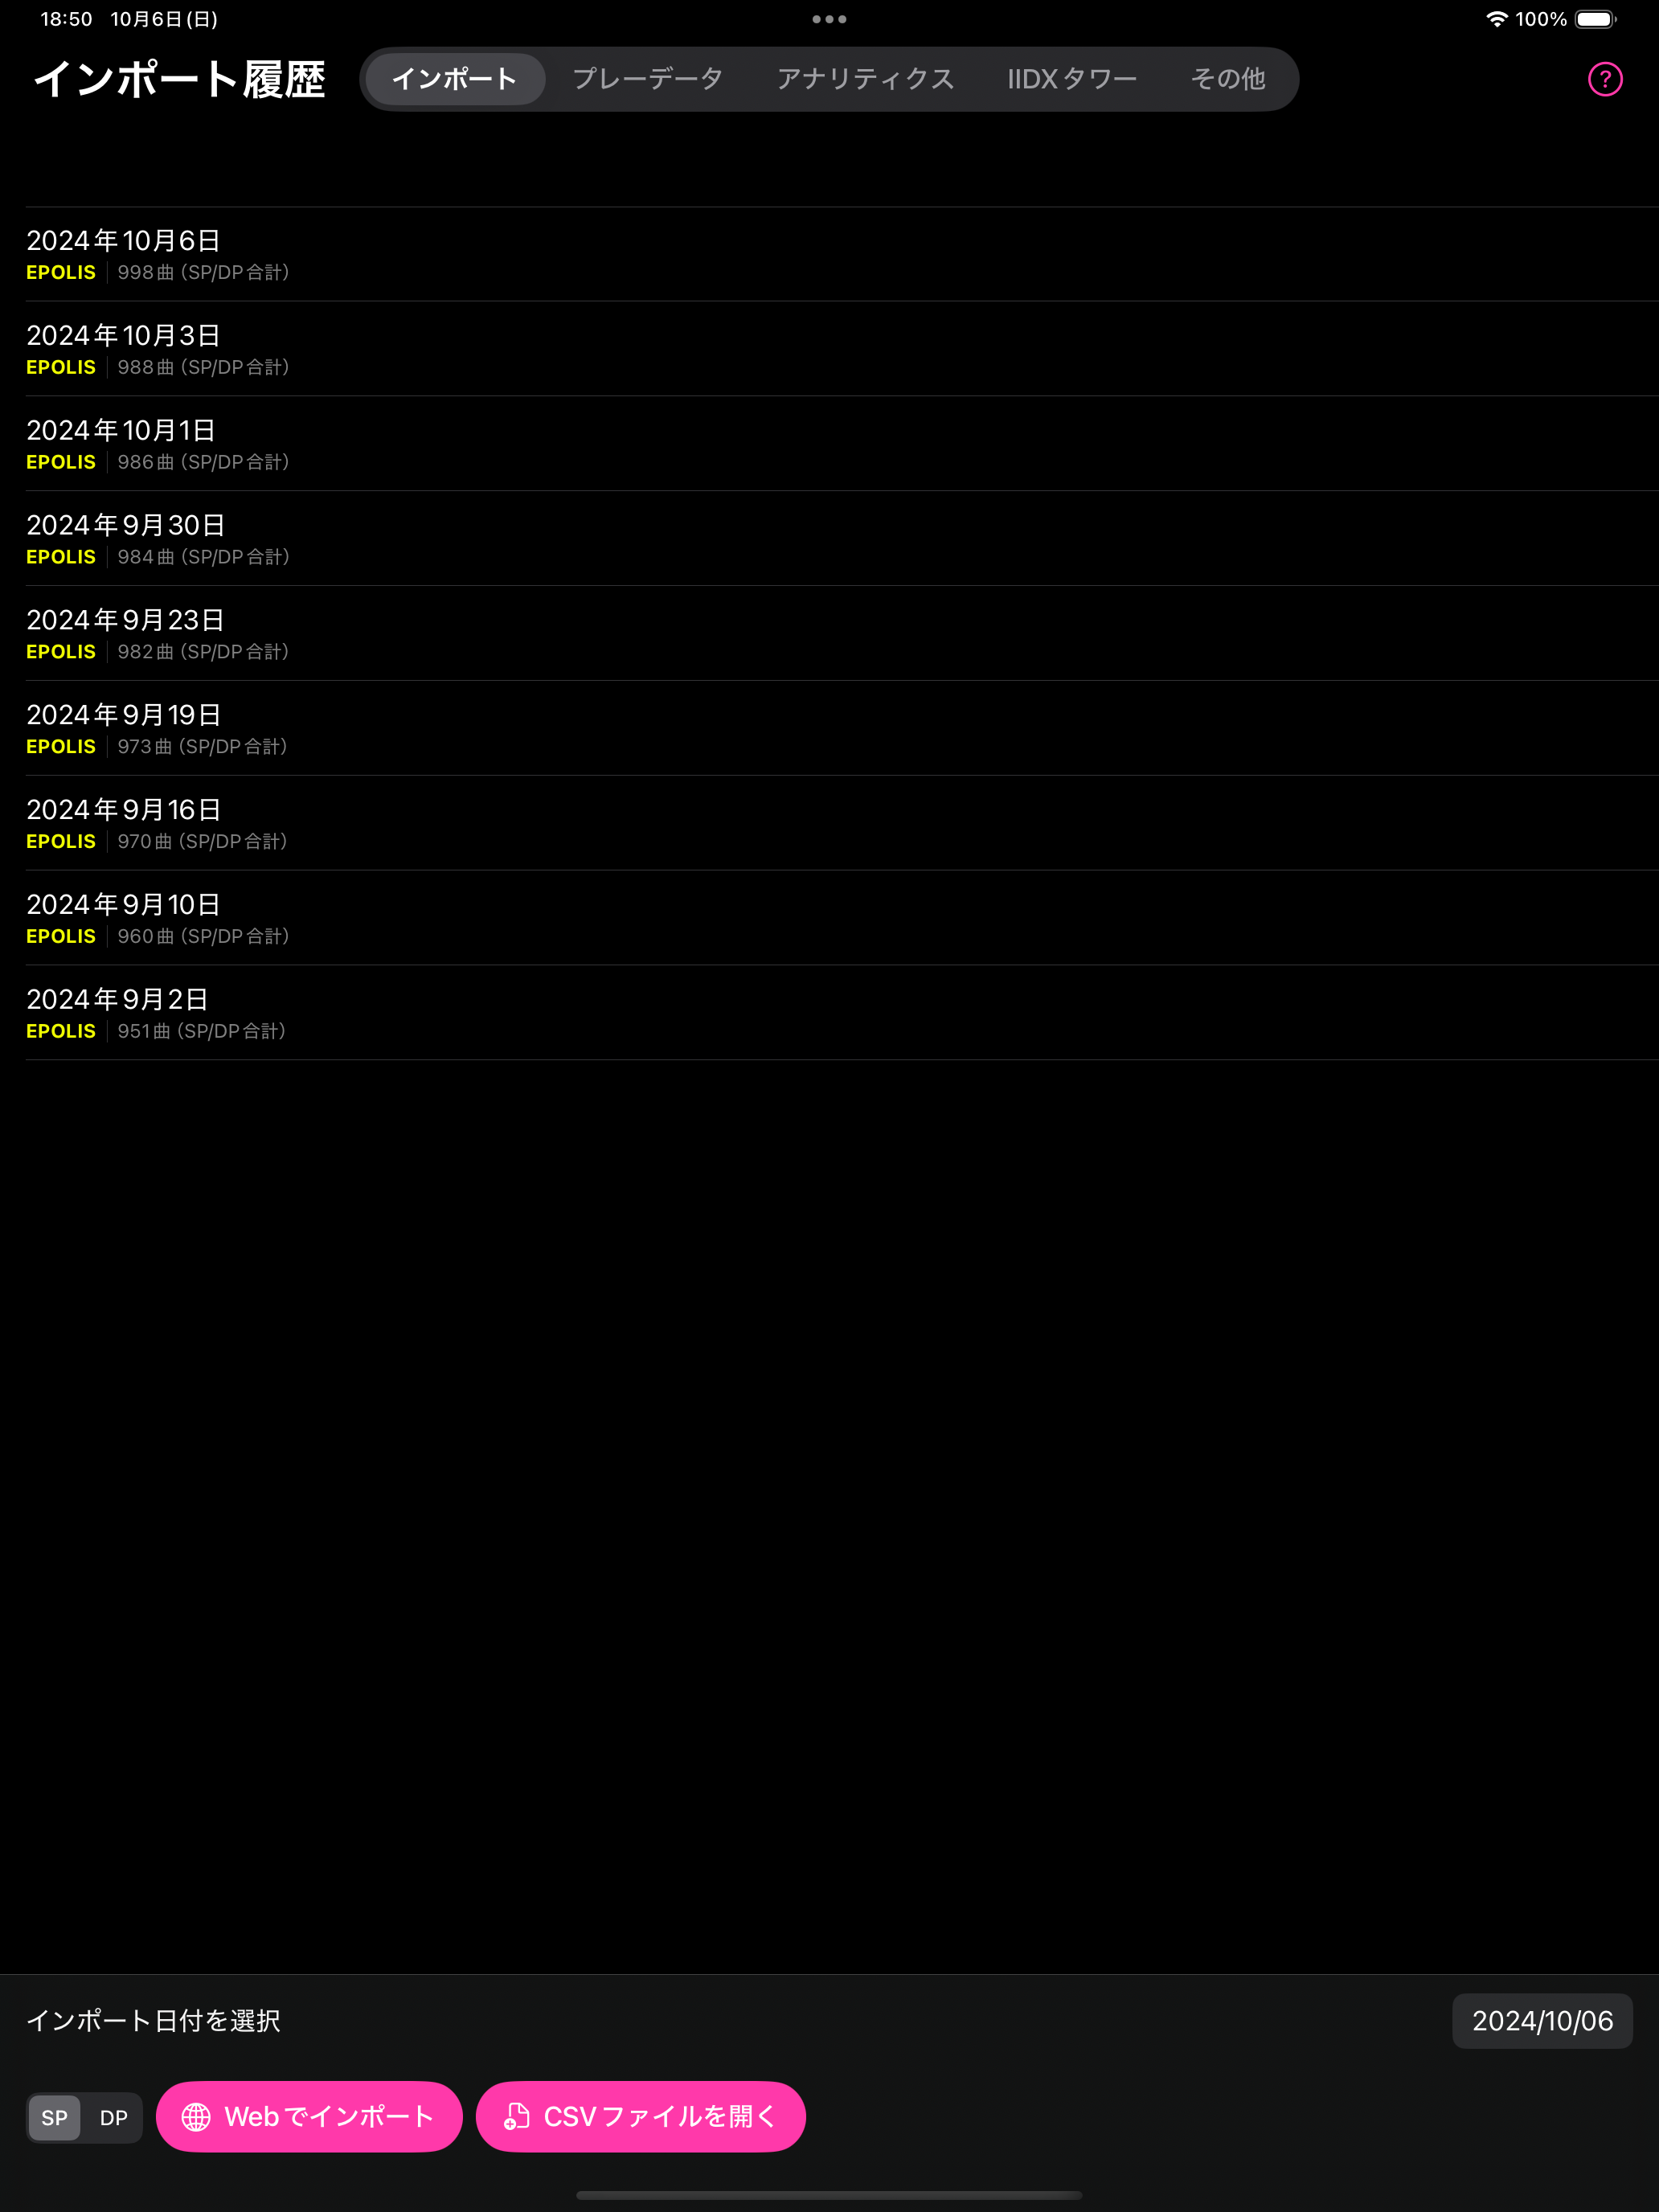 18:50 10月6日(日)
100%
インポート履歴
インポート プレーデータ アナリティクス IIDXタワー その他
?
2024年10月6日
EPOLIS 998曲(SP/DP合計)
2024年10月3日
EPOLIS 988曲(SP/DP合計)
2024年10月1日
EPOLIS 986曲(SP/DP合計)
2024年9月30日
EPOLIS 984曲(SP/DP合計)
2024年9月23日
EPOLIS 982曲(SP/DP合計)
2024年9月19日
EPOLIS 973曲(SP/DP合計)
2024年9月16日
EPOLIS 970曲(SP/DP合計)
2024年9月10日
EPOLIS 960曲(SP/DP合計)
2024年9月2日
EPOLIS 951曲(SP/DP合計)
インポート日付を選択 2024/10/06
SP DP Webでインポート CSVファイルを開く